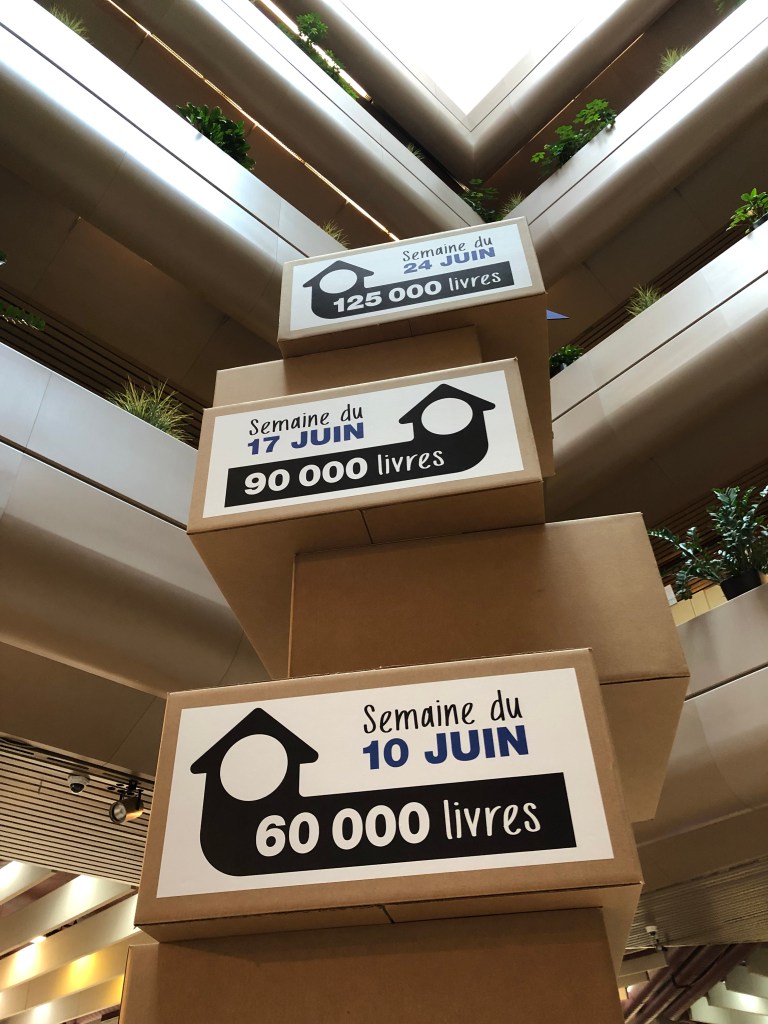 Semaine du
24 JUIN
125 000 livres
Semaine du
17 JUIN
90 000 livres
Semaine du
10 JUIN
60 000 livres